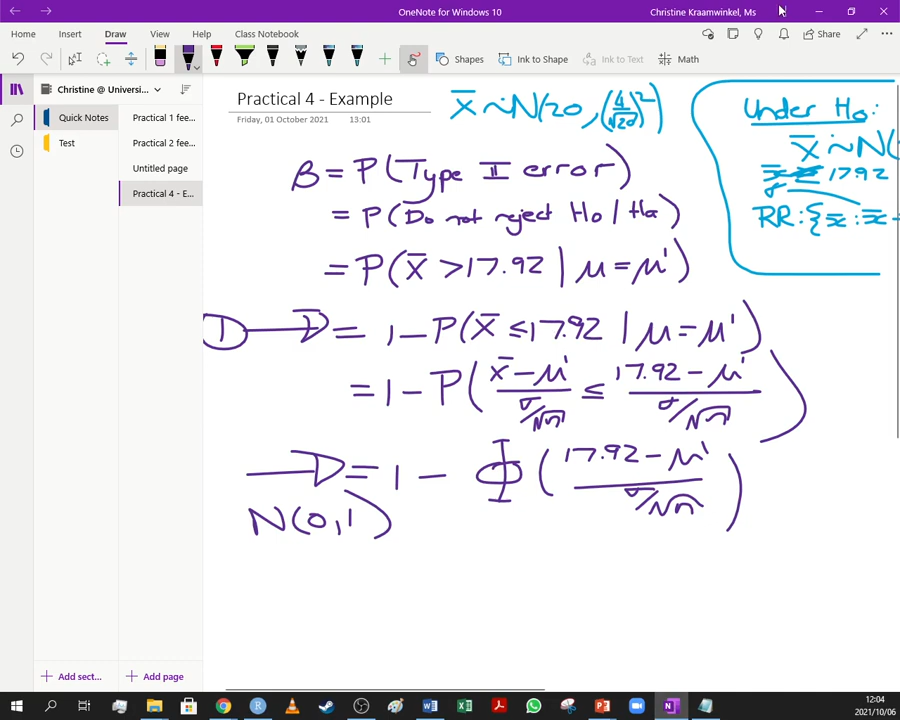 OneNote for Windows 10
Christine Kraamwinkel, Ms
Home Insert Draw View Help Class Notebook
Share
Shapes Ink to Shape Ink to Text Math
Christine @ Universi...
Quick Notes
Test
Practical 1 fee...
Practical 2 fee...
Untitled page
Practical 4 - E...
Add sect...
Add page
Practical 4 - Example
Friday, 01 October 2021 13:01
x̄ ∼̇ N(20, (4/√20)²)
Under Ho:
x̄ ∼̇ N(
1792
RR: {x̄ : x̄
β = P(Type II error)
= P(Do not reject Ho / Ha)
= P(x̄ > 17.92 | μ = μ')
① → = 1 - P(x̄ ≤ 17.92 | μ = μ')
= 1 - P( (x̄ - μ')/(σ/√n) ≤ (17.92 - μ')/(σ/√n) )
→ = 1 - Φ( (17.92 - μ')/(σ/√n) )
N(0,1)
12:04
2021/10/06